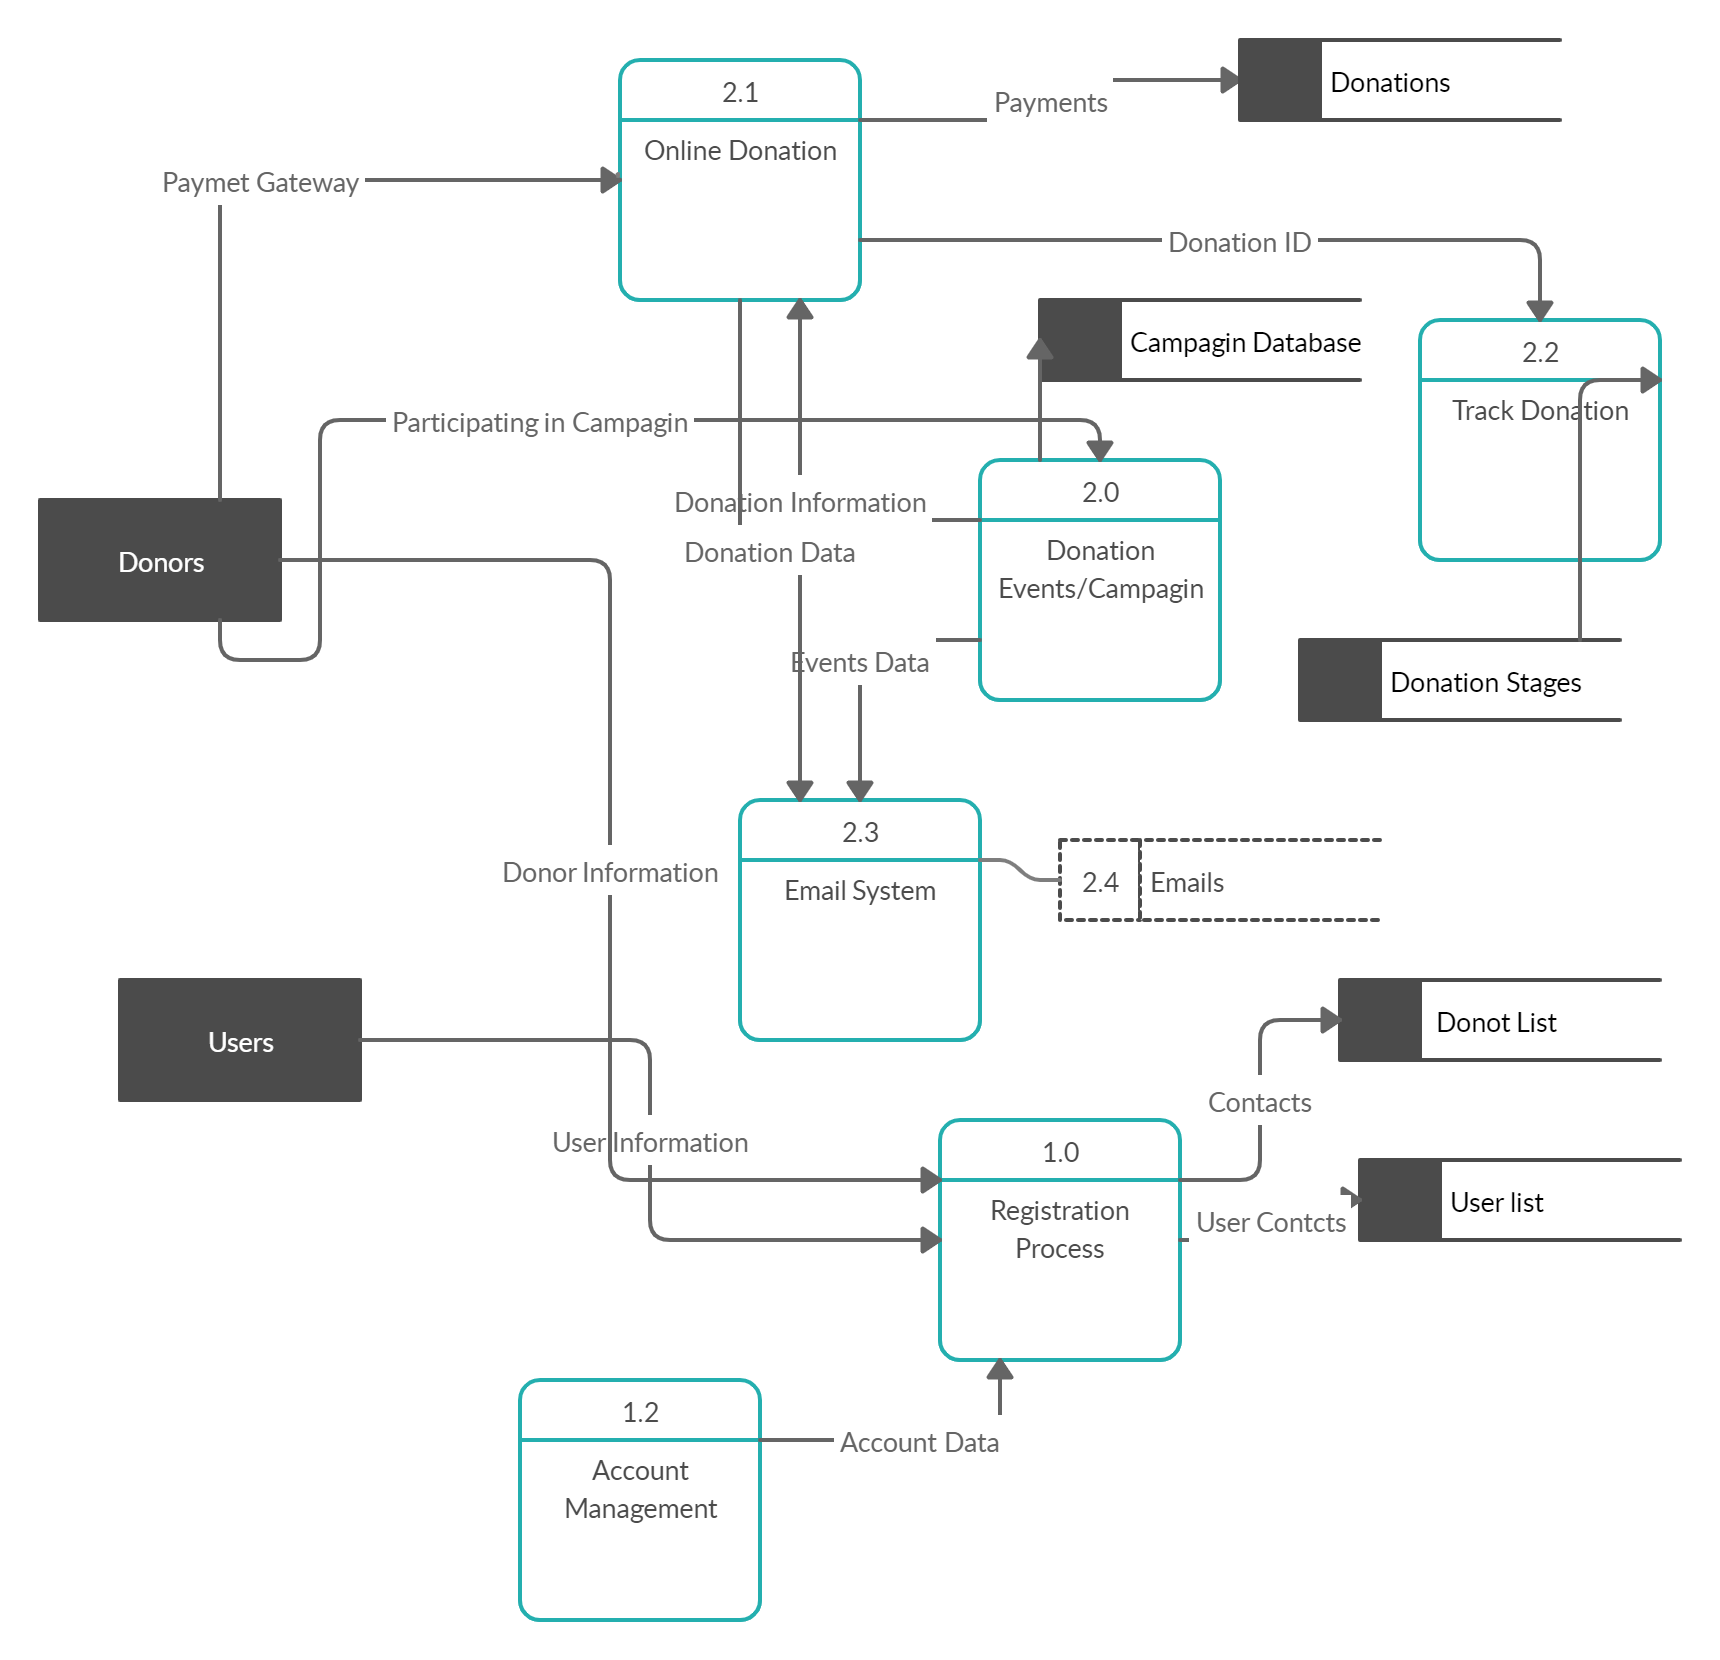 Donations
2.1
Payments
Online Donation
Paymet Gateway
Donation ID
Campagin Database
2.2
Track Donation
Participating in Campagin
2.0
Donation Information
Donation
Events/Campagin
Donation Data
Donors
Events Data
Donation Stages
2.3
Donor Information
Email System
2.4
Emails
Users
Donot List
Contacts
User Information
1.0
Registration
Process
User Contcts
User list
1.2
Account Data
Account
Management